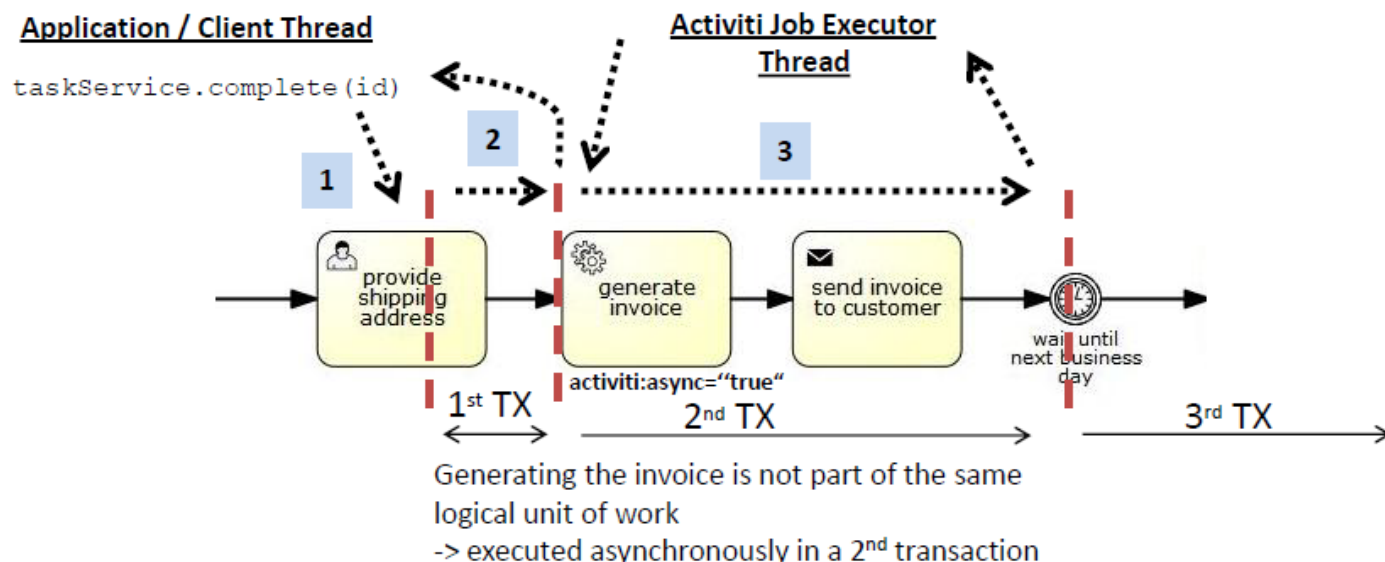 Application / Client Thread
Activiti Job Executor
Thread
taskService.complete(id)
1
2
3
provide
shipping
address
generate
invoice
send invoice
to customer
wait until
next business
day
activiti:async=“true“
1st TX
2nd TX
3rd TX
Generating the invoice is not part of the same
logical unit of work
-> executed asynchronously in a 2nd transaction